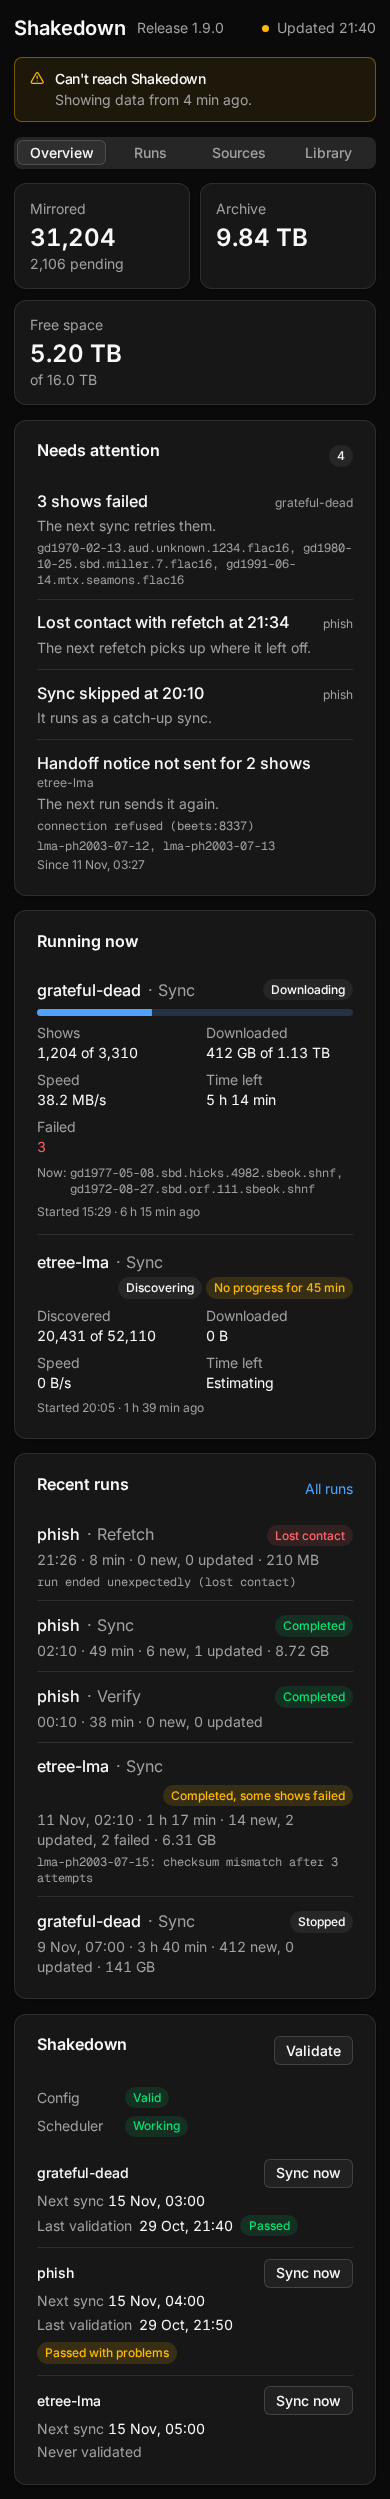 Shakedown Release 1.9.0 Updated 21:40
Can't reach Shakedown
Showing data from 4 min ago.
Overview Runs Sources Library
Mirrored
31,204
2,106 pending
Archive
9.84 TB
Free space
5.20 TB
of 16.0 TB
Needs attention 4
3 shows failed grateful-dead
The next sync retries them.
gd1970-02-13.aud.unknown.1234.flac16, gd1980-
10-25.sbd.miller.7.flac16, gd1991-06-
14.mtx.seamons.flac16
Lost contact with refetch at 21:34 phish
The next refetch picks up where it left off.
Sync skipped at 20:10 phish
It runs as a catch-up sync.
Handoff notice not sent for 2 shows
etree-lma
The next run sends it again.
connection refused (beets:8337)
lma-ph2003-07-12, lma-ph2003-07-13
Since 11 Nov, 03:27
Running now
grateful-dead · Sync Downloading
Shows Downloaded
1,204 of 3,310 412 GB of 1.13 TB
Speed Time left
38.2 MB/s 5 h 14 min
Failed
3
Now: gd1977-05-08.sbd.hicks.4982.sbeok.shnf,
gd1972-08-27.sbd.orf.111.sbeok.shnf
Started 15:29 · 6 h 15 min ago
etree-lma · Sync
Discovering No progress for 45 min
Discovered Downloaded
20,431 of 52,110 0 B
Speed Time left
0 B/s Estimating
Started 20:05 · 1 h 39 min ago
Recent runs All runs
phish · Refetch Lost contact
21:26 · 8 min · 0 new, 0 updated · 210 MB
run ended unexpectedly (lost contact)
phish · Sync Completed
02:10 · 49 min · 6 new, 1 updated · 8.72 GB
phish · Verify Completed
00:10 · 38 min · 0 new, 0 updated
etree-lma · Sync
Completed, some shows failed
11 Nov, 02:10 · 1 h 17 min · 14 new, 2
updated, 2 failed · 6.31 GB
lma-ph2003-07-15: checksum mismatch after 3
attempts
grateful-dead · Sync Stopped
9 Nov, 07:00 · 3 h 40 min · 412 new, 0
updated · 141 GB
Shakedown Validate
Config Valid
Scheduler Working
grateful-dead Sync now
Next sync 15 Nov, 03:00
Last validation 29 Oct, 21:40 Passed
phish Sync now
Next sync 15 Nov, 04:00
Last validation 29 Oct, 21:50
Passed with problems
etree-lma Sync now
Next sync 15 Nov, 05:00
Never validated